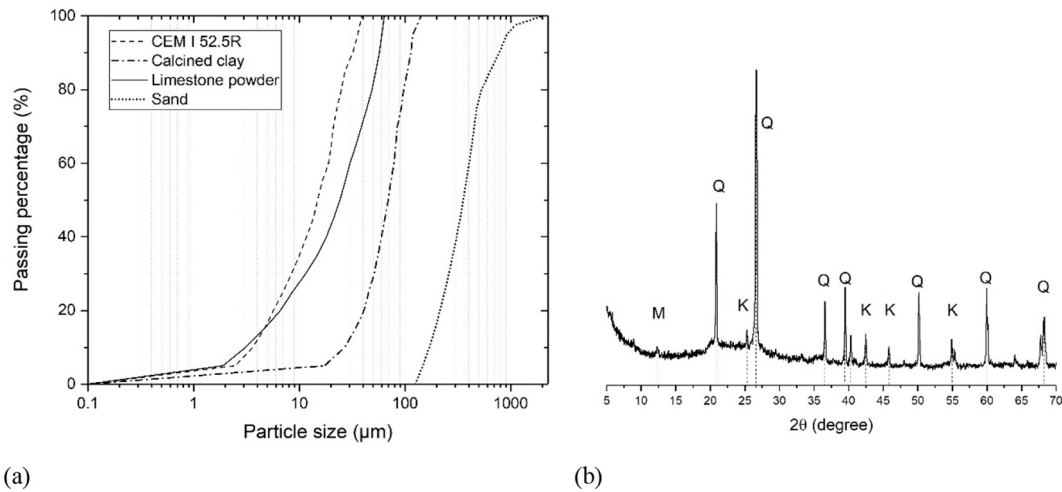 100
80
60
40
20
0
Passing percentage (%)
CEM I 52.5R
Calcined clay
Limestone powder
Sand
0.1 1 10 100 1000
Particle size (µm)
(a)
Q
Q
M
K
Q
Q
K
K
Q
K
Q
Q
5 10 15 20 25 30 35 40 45 50 55 60 65 70
2θ (degree)
(b)